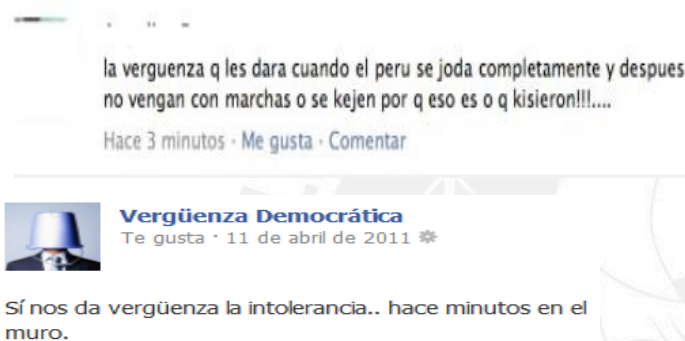 la verguenza q les dara cuando el peru se joda completamente y despues
no vengan con marchas o se kejen por q eso es o q kisieron!!!....
Hace 3 minutos · Me gusta · Comentar
Vergüenza Democrática
Te gusta · 11 de abril de 2011
Sí nos da vergüenza la intolerancia.. hace minutos en el
muro.